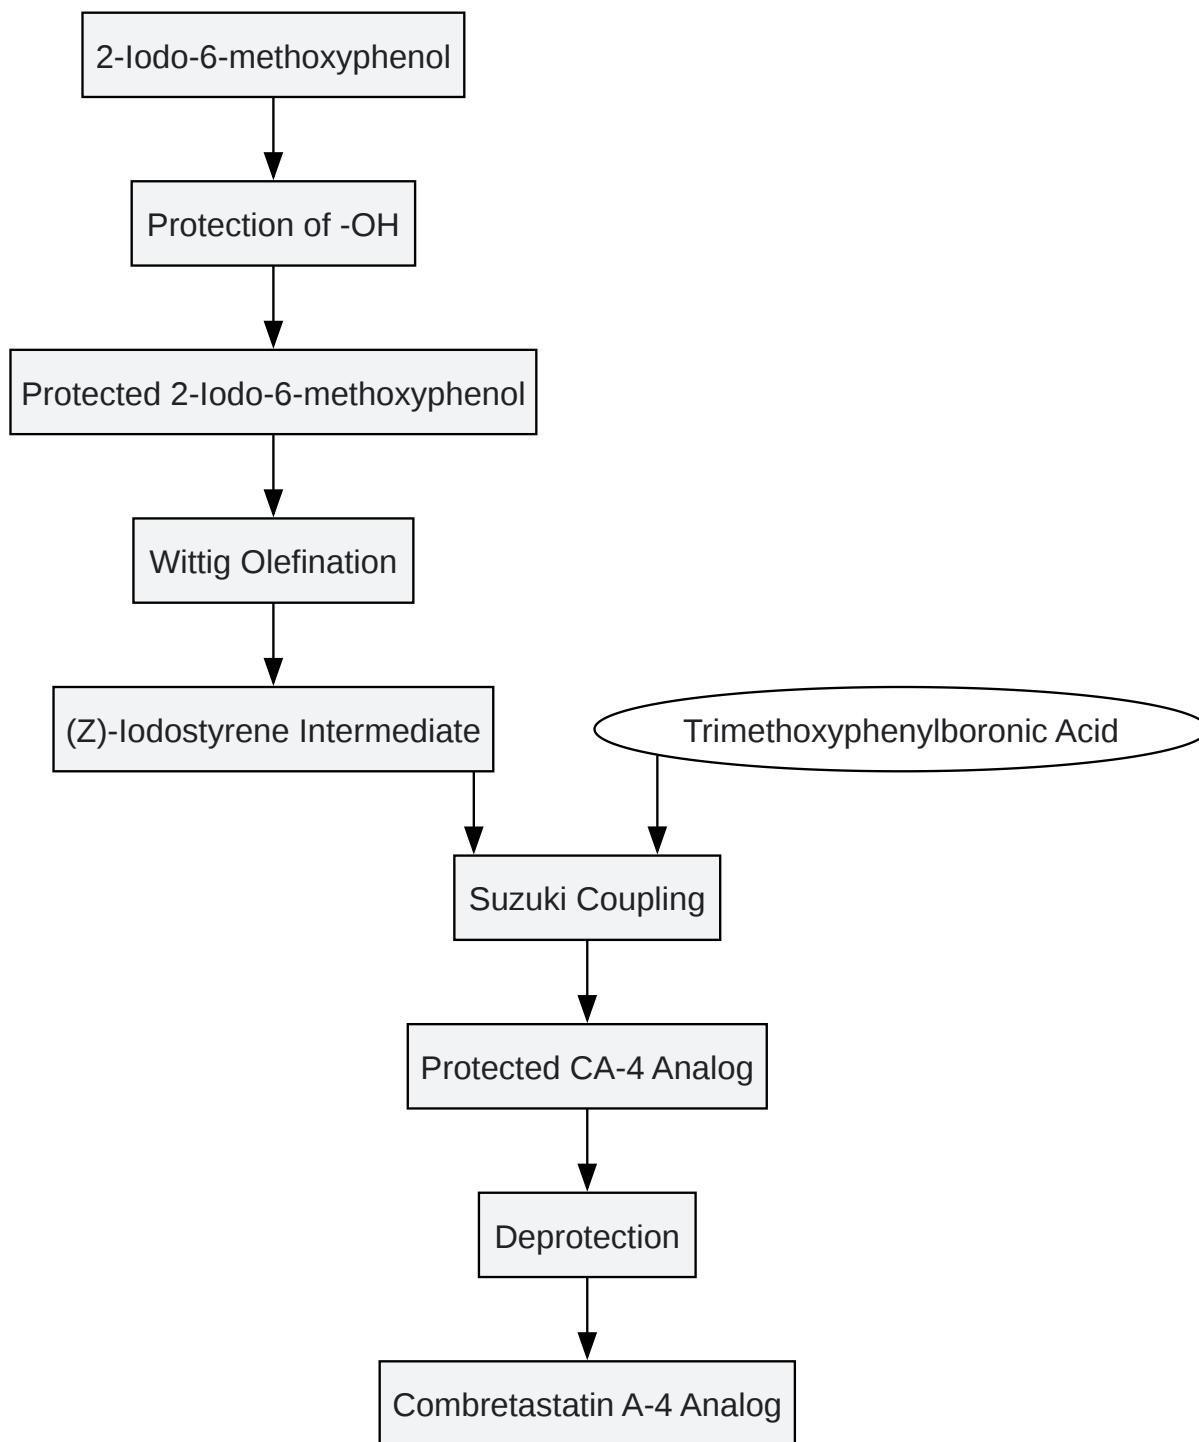 2-Iodo-6-methoxyphenol
Protection of -OH
Protected 2-Iodo-6-methoxyphenol
Wittig Olefination
(Z)-Iodostyrene Intermediate
Trimethoxyphenylboronic Acid
Suzuki Coupling
Protected CA-4 Analog
Deprotection
Combretastatin A-4 Analog